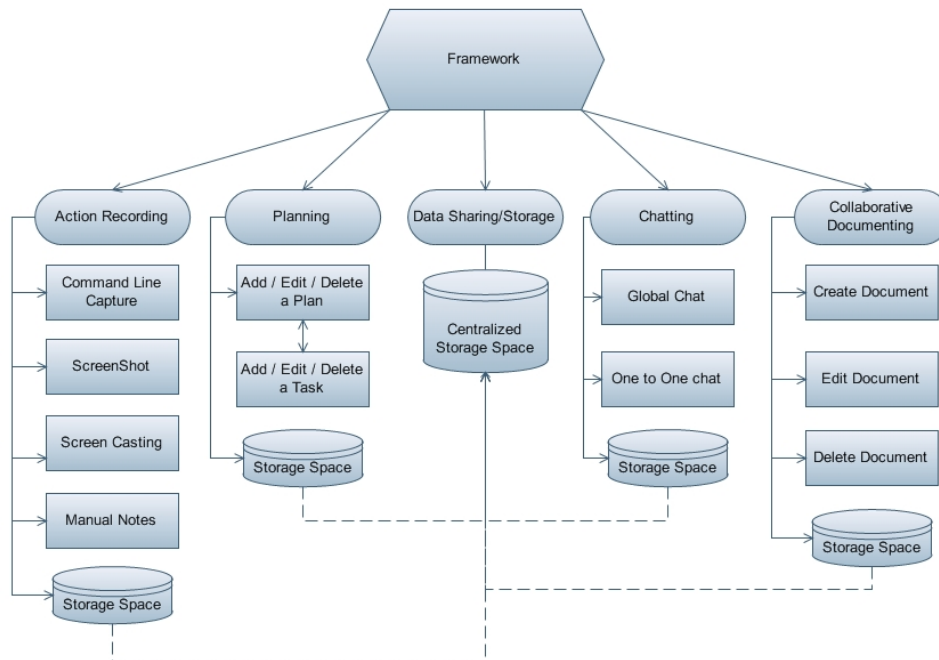 Framework
Action Recording
Planning
Data Sharing/Storage
Chatting
Collaborative
Documenting
Command Line
Capture
ScreenShot
Screen Casting
Manual Notes
Storage Space
Add / Edit / Delete
a Plan
Add / Edit / Delete
a Task
Storage Space
Centralized
Storage Space
Global Chat
One to One chat
Storage Space
Create Document
Edit Document
Delete Document
Storage Space